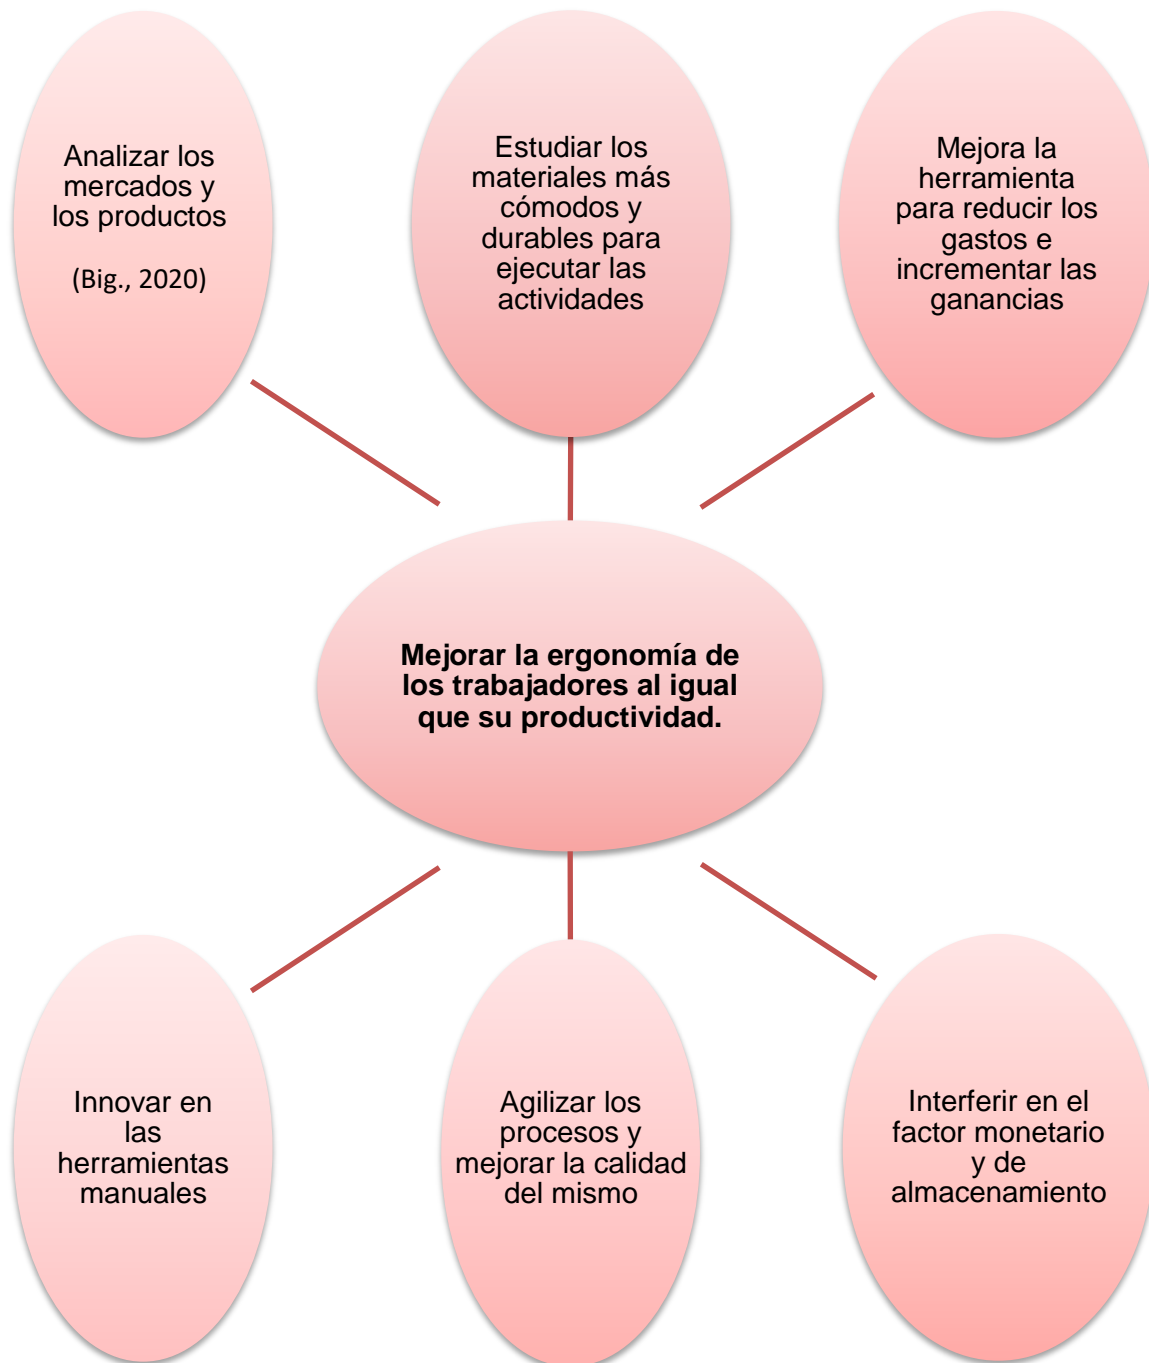 Analizar los
mercados y
los productos
(Big., 2020)
Estudiar los
materiales más
cómodos y
durables para
ejecutar las
actividades
Mejora la
herramienta
para reducir los
gastos e
incrementar las
ganancias
Mejorar la ergonomía de
los trabajadores al igual
que su productividad.
Innovar en
las
herramientas
manuales
Agilizar los
procesos y
mejorar la calidad
del mismo
Interferir en el
factor monetario
y de
almacenamiento